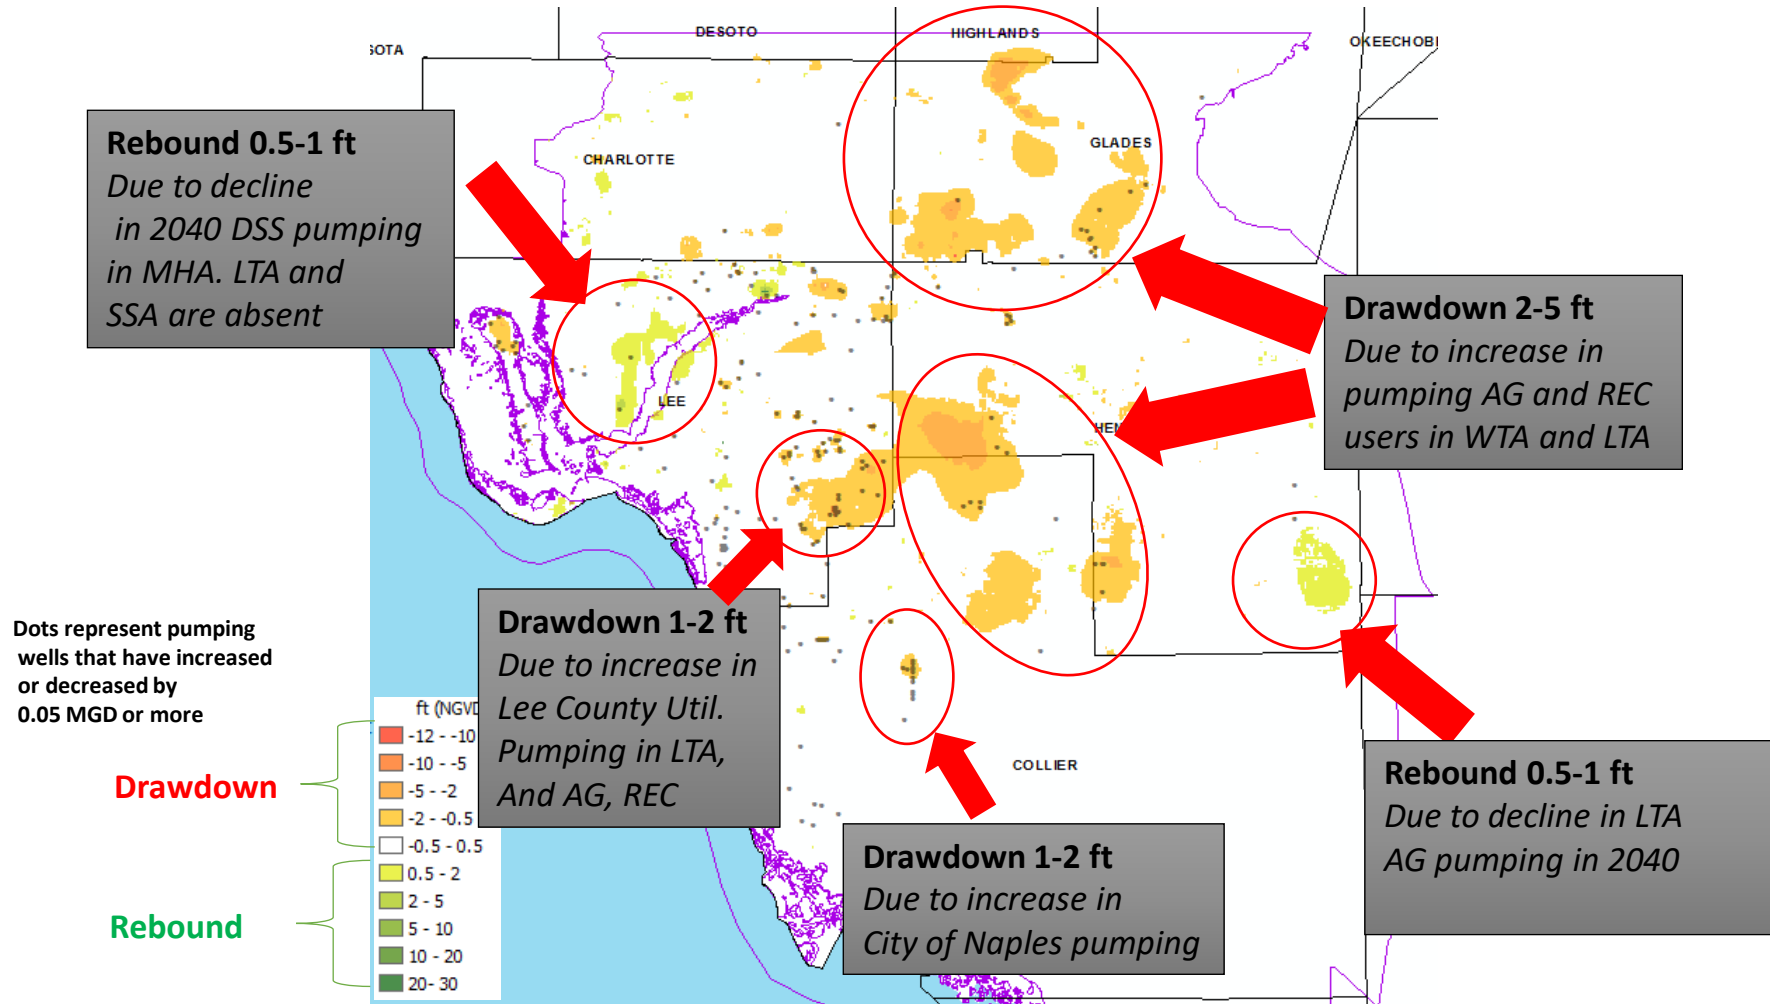 DESOTO
HIGHLANDS
SOTA
OKEECHOBI
CHARLOTTE
GLADES
LEE
HEN
COLLIER
Rebound 0.5-1 ft
Due to decline
in 2040 DSS pumping
in MHA. LTA and
SSA are absent
Drawdown 2-5 ft
Due to increase in
pumping AG and REC
users in WTA and LTA
Drawdown 1-2 ft
Due to increase in
Lee County Util.
Pumping in LTA,
And AG, REC
Drawdown 1-2 ft
Due to increase in
City of Naples pumping
Rebound 0.5-1 ft
Due to decline in LTA
AG pumping in 2040
Dots represent pumping
wells that have increased
or decreased by
0.05 MGD or more
Drawdown
Rebound
ft (NGVD
-12 - -10
-10 - -5
-5 - -2
-2 - -0.5
-0.5 - 0.5
0.5 - 2
2 - 5
5 - 10
10 - 20
20- 30